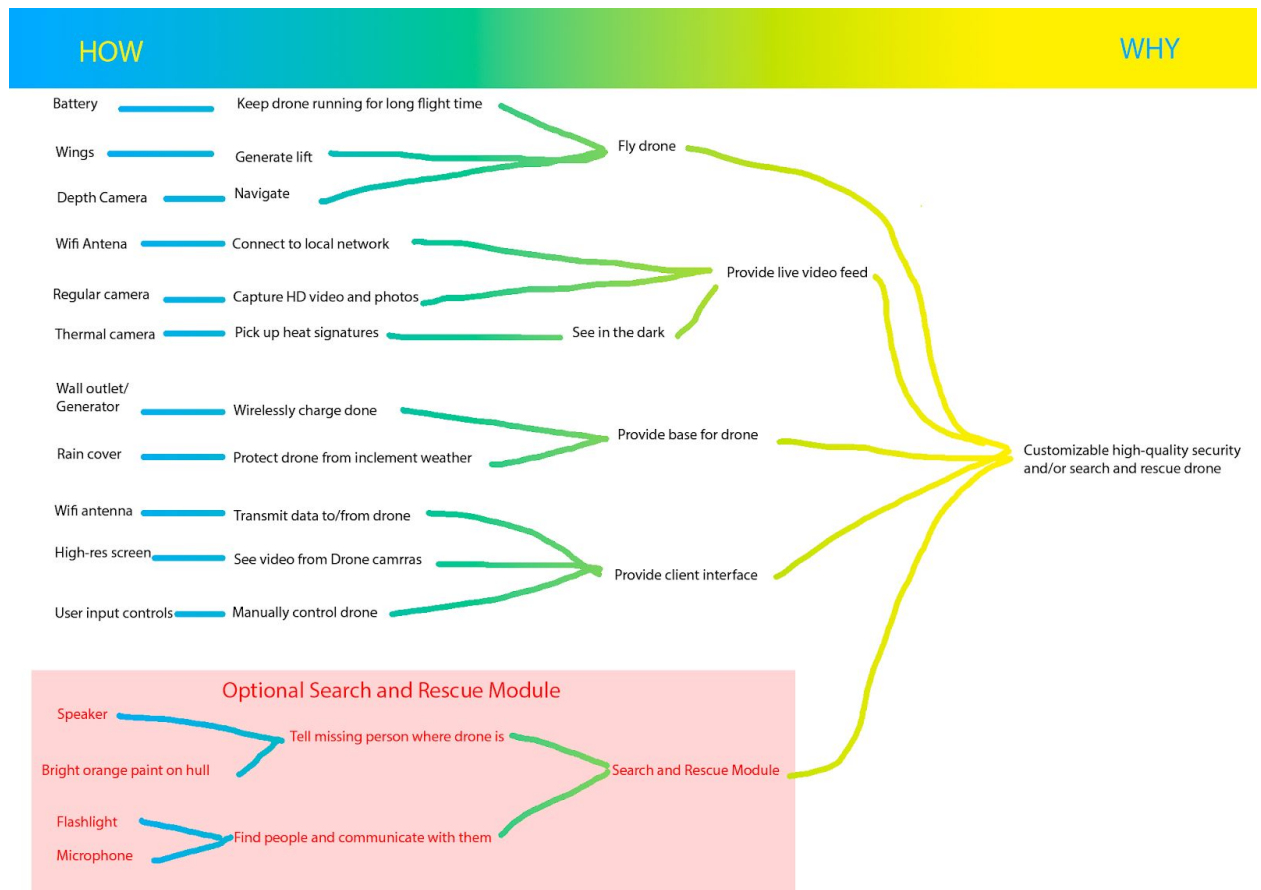 HOW
WHY
Battery
Keep drone running for long flight time
Wings
Generate lift
Fly drone
Depth Camera
Navigate
Wifi Antena
Connect to local network
Provide live video feed
Regular camera
Capture HD video and photos
Thermal camera
Pick up heat signatures
See in the dark
Wall outlet/
Generator
Wirelessly charge done
Provide base for drone
Rain cover
Protect drone from inclement weather
Customizable high-quality security
and/or search and rescue drone
Wifi antenna
Transmit data to/from drone
High-res screen
See video from Drone camrras
Provide client interface
User input controls
Manually control drone
Optional Search and Rescue Module
Speaker
Tell missing person where drone is
Bright orange paint on hull
Search and Rescue Module
Flashlight
Find people and communicate with them
Microphone